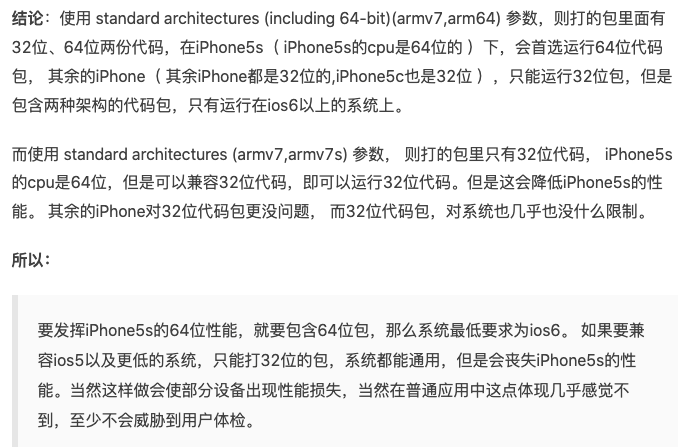 结论：使用 standard architectures (including 64-bit)(armv7,arm64) 参数，则打的包里面有
32位、64位两份代码，在iPhone5s（ iPhone5s的cpu是64位的 ）下，会首选运行64位代码
包， 其余的iPhone（ 其余iPhone都是32位的,iPhone5c也是32位 ），只能运行32位包，但是
包含两种架构的代码包，只有运行在ios6以上的系统上。
而使用 standard architectures (armv7,armv7s) 参数， 则打的包里只有32位代码， iPhone5s
的cpu是64位，但是可以兼容32位代码，即可以运行32位代码。但是这会降低iPhone5s的性
能。 其余的iPhone对32位代码包更没问题， 而32位代码包，对系统也几乎也没什么限制。
所以：
要发挥iPhone5s的64位性能，就要包含64位包，那么系统最低要求为ios6。 如果要兼
容ios5以及更低的系统，只能打32位的包，系统都能通用，但是会丧失iPhone5s的性
能。当然这样做会使部分设备出现性能损失，当然在普通应用中这点体现几乎感觉不
到，至少不会威胁到用户体检。